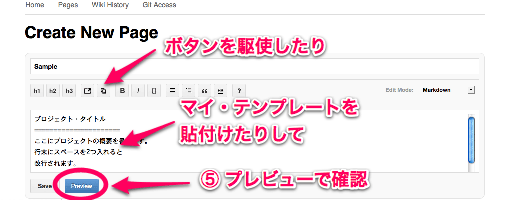 Home Pages Wiki History Git Access
Create New Page
ボタンを駆使したり
Sample
h1 h2 h3 B I ?
Edit Mode: Markdown
マイ・テンプレートを
貼付けたりして
プロジェクト・タイトル
====================
ここにプロジェクトの概要を書
す。
行末にスペースを2つ入れると
改行されます。
Save Preview
⑤ プレビューで確認